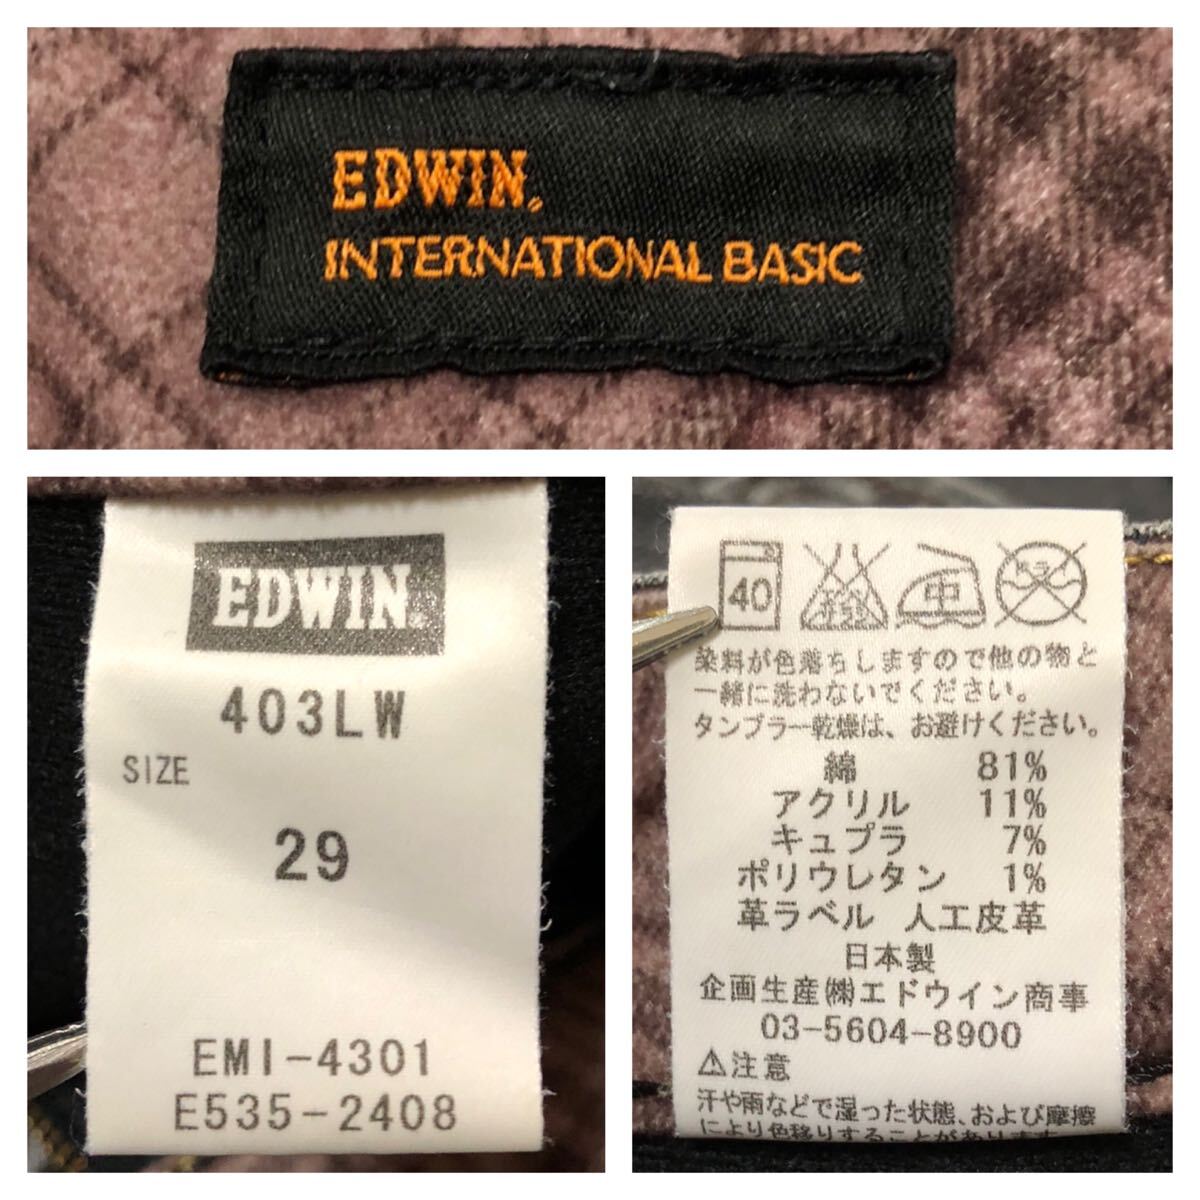 EDWIN.
INTERNATIONAL BASIC
EDWIN.
403LW
SIZE
29
EMI-4301
E535-2408
40
中
ドライ
染料が色落ちしますので他の物と
一緒に洗わないでください。
タンブラー乾燥は、お避けください。
綿 81%
アクリル 11%
キュプラ 7%
ポリウレタン 1%
革ラベル 人工皮革
日本製
企画生産㈱エドウイン商事
03-5604-8900
⚠注意
汗や雨などで湿った状態、および摩擦
により色移りすることがあります